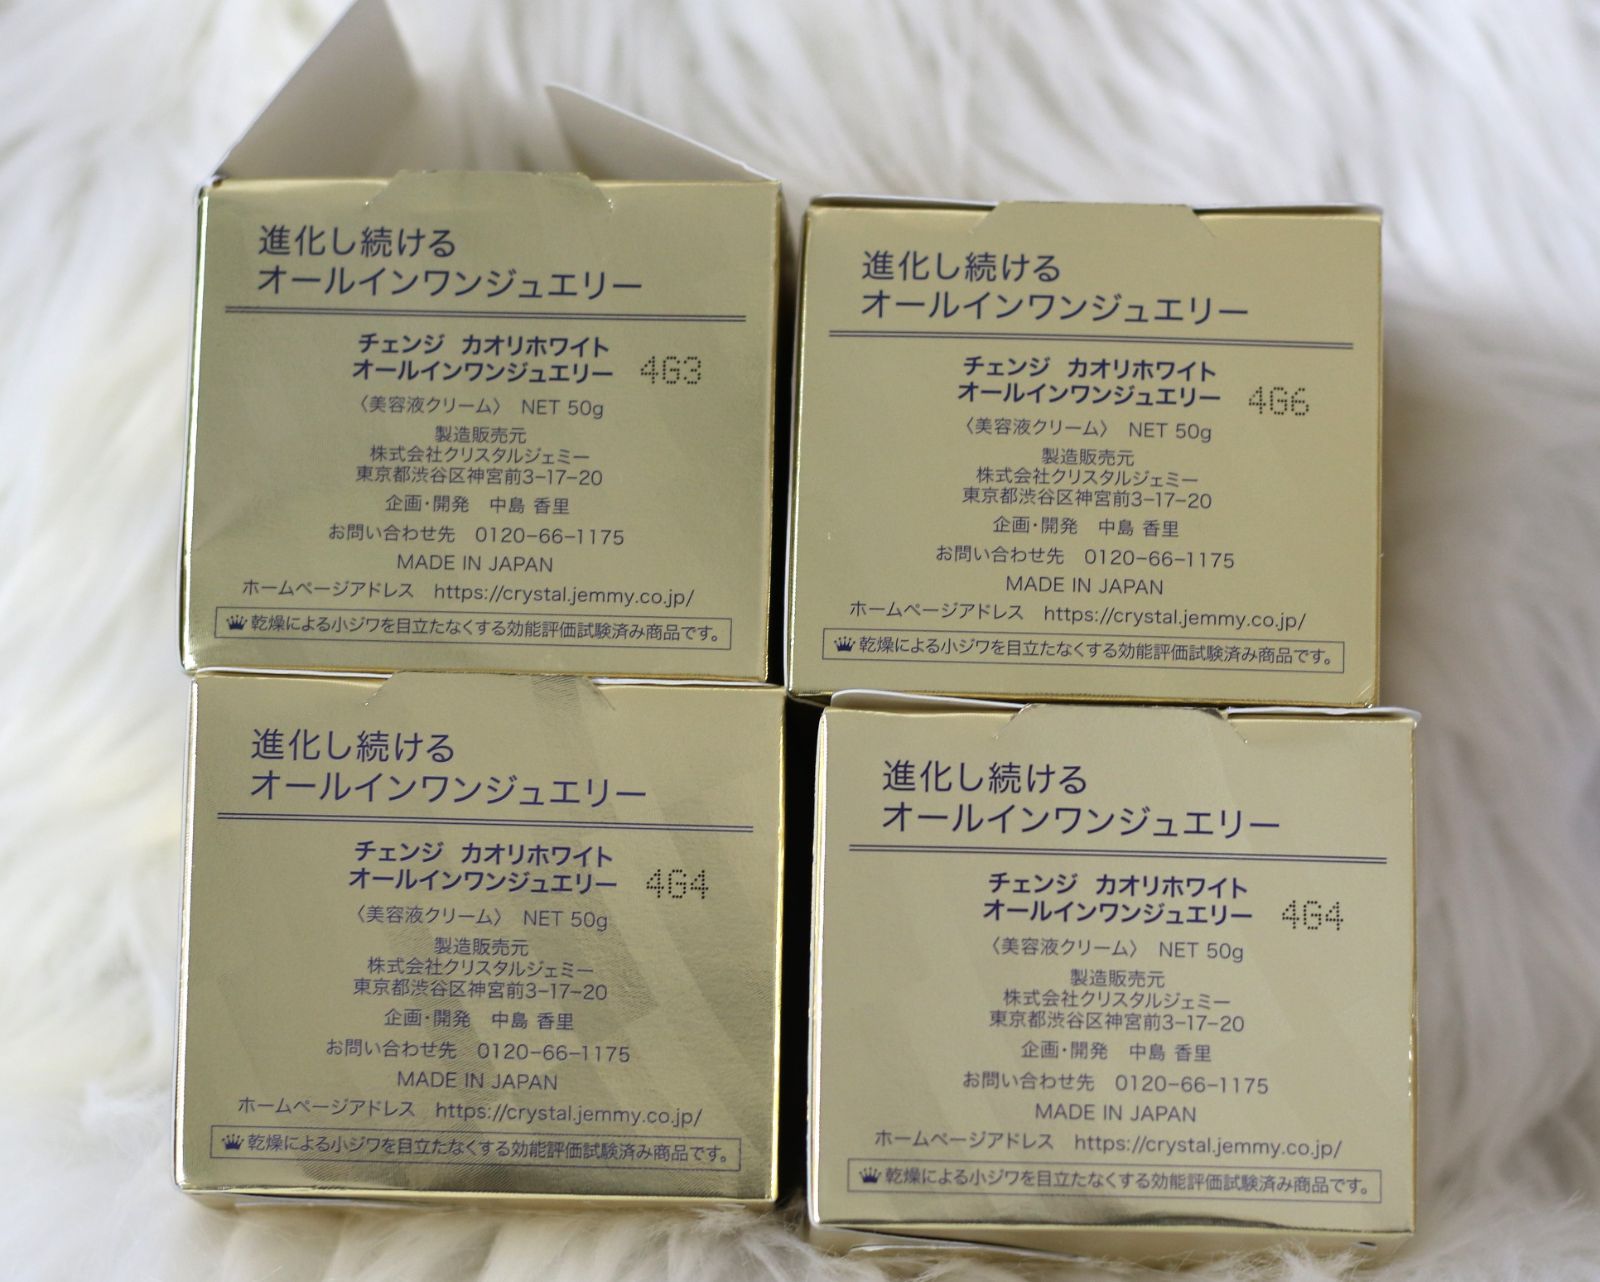 進化し続ける
オールインワンジュエリー
チェンジ カオリホワイト
オールインワンジュエリー 4G3
〈美容液クリーム〉 NET 50g
製造販売元
株式会社クリスタルジェミー
東京都渋谷区神宮前3-17-20
企画・開発 中島 香里
お問い合わせ先 0120-66-1175
MADE IN JAPAN
ホームページアドレス https://crystal.jemmy.co.jp/
乾燥による小ジワを目立たなくする効能評価試験済み商品です。
進化し続ける
オールインワンジュエリー
チェンジ カオリホワイト
オールインワンジュエリー 4G6
〈美容液クリーム〉 NET 50g
製造販売元
株式会社クリスタルジェミー
東京都渋谷区神宮前3-17-20
企画・開発 中島 香里
お問い合わせ先 0120-66-1175
MADE IN JAPAN
ホームページアドレス https://crystal.jemmy.co.jp/
乾燥による小ジワを目立たなくする効能評価試験済み商品です。
進化し続ける
オールインワンジュエリー
チェンジ カオリホワイト
オールインワンジュエリー 4G4
〈美容液クリーム〉 NET 50g
製造販売元
株式会社クリスタルジェミー
東京都渋谷区神宮前3-17-20
企画・開発 中島 香里
お問い合わせ先 0120-66-1175
MADE IN JAPAN
ホームページアドレス https://crystal.jemmy.co.jp/
乾燥による小ジワを目立たなくする効能評価試験済み商品です。
進化し続ける
オールインワンジュエリー
チェンジ カオリホワイト
オールインワンジュエリー 4G4
〈美容液クリーム〉 NET 50g
製造販売元
株式会社クリスタルジェミー
東京都渋谷区神宮前3-17-20
企画・開発 中島 香里
お問い合わせ先 0120-66-1175
MADE IN JAPAN
ホームページアドレス https://crystal.jemmy.co.jp/
乾燥による小ジワを目立たなくする効能評価試験済み商品です。